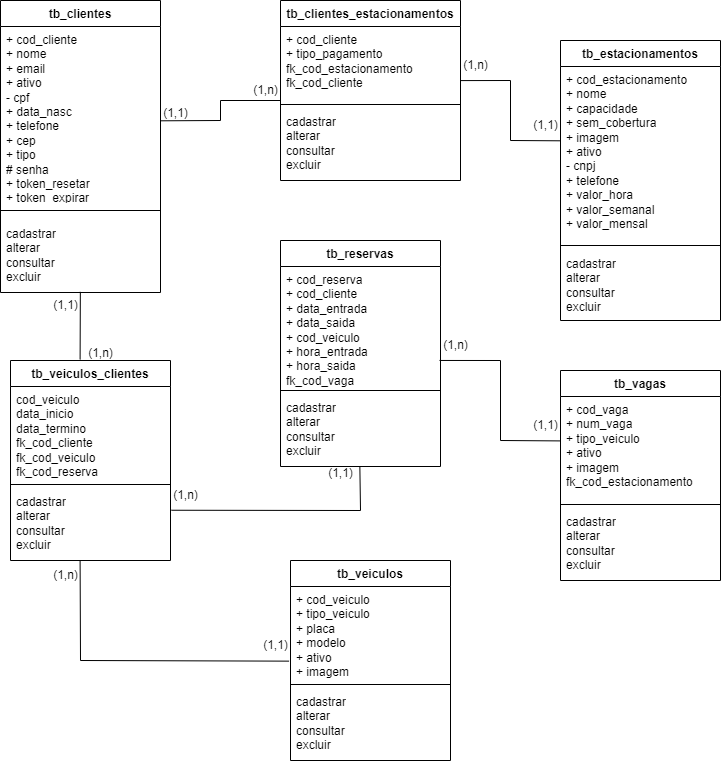 tb_clientes
+ cod_cliente
+ nome
+ email
+ ativo
- cpf
+ data_nasc
+ telefone
+ cep
+ tipo
# senha
+ token_resetar
+ token_expirar
cadastrar
alterar
consultar
excluir
(1,1)
(1,n)
tb_clientes_estacionamentos
+ cod_cliente
+ tipo_pagamento
fk_cod_estacionamento
fk_cod_cliente
cadastrar
alterar
consultar
excluir
(1,n)
(1,1)
tb_estacionamentos
+ cod_estacionamento
+ nome
+ capacidade
+ sem_cobertura
+ imagem
+ ativo
- cnpj
+ telefone
+ valor_hora
+ valor_semanal
+ valor_mensal
cadastrar
alterar
consultar
excluir
(1,1)
(1,n)
tb_veiculos_clientes
cod_veiculo
data_inicio
data_termino
fk_cod_cliente
fk_cod_veiculo
fk_cod_reserva
cadastrar
alterar
consultar
excluir
(1,n)
(1,1)
tb_reservas
+ cod_reserva
+ cod_cliente
+ data_entrada
+ data_saida
+ cod_veiculo
+ hora_entrada
+ hora_saida
fk_cod_vaga
cadastrar
alterar
consultar
excluir
(1,n)
(1,1)
tb_vagas
+ cod_vaga
+ num_vaga
+ tipo_veiculo
+ ativo
+ imagem
fk_cod_estacionamento
cadastrar
alterar
consultar
excluir
(1,n)
(1,1)
tb_veiculos
+ cod_veiculo
+ tipo_veiculo
+ placa
+ modelo
+ ativo
+ imagem
cadastrar
alterar
consultar
excluir